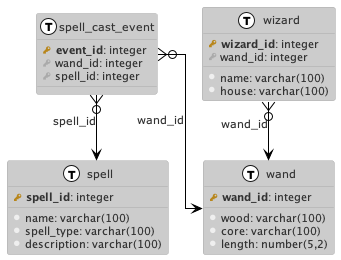 T spell_cast_event
event_id: integer
wand_id: integer
spell_id: integer
T wizard
wizard_id: integer
wand_id: integer
name: varchar(100)
house: varchar(100)
spell_id
wand_id
wand_id
T spell
spell_id: integer
name: varchar(100)
spell_type: varchar(100)
description: varchar(100)
T wand
wand_id: integer
wood: varchar(100)
core: varchar(100)
length: number(5,2)